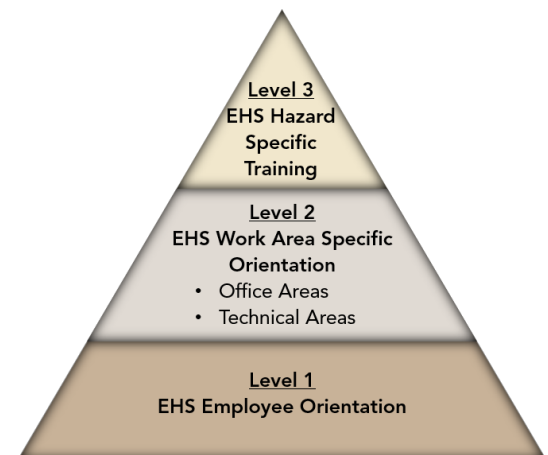 Level 3
EHS Hazard
Specific
Training
Level 2
EHS Work Area Specific
Orientation
• Office Areas
• Technical Areas
Level 1
EHS Employee Orientation